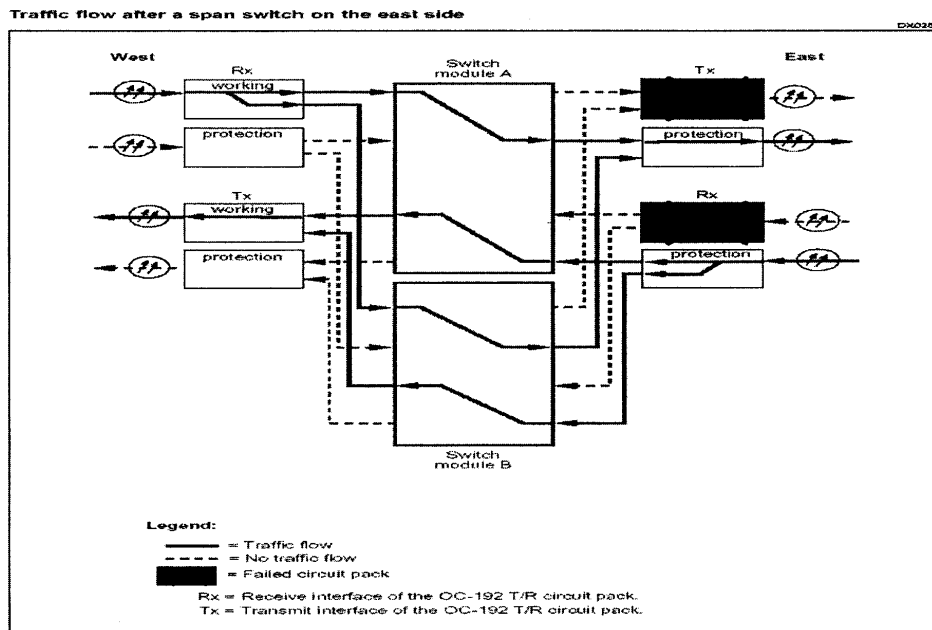 Traffic flow after a span switch on the east side
West
Rx
working
protection
Tx
working
protection
Switch
module A
Switch
module B
East
Tx
protection
Rx
protection
Legend:
= Traffic flow
= No traffic flow
= Failed circuit pack
Rx = Receive interface of the OC-192 T/R circuit pack.
Tx = Transmit interface of the OC-192 T/R circuit pack.